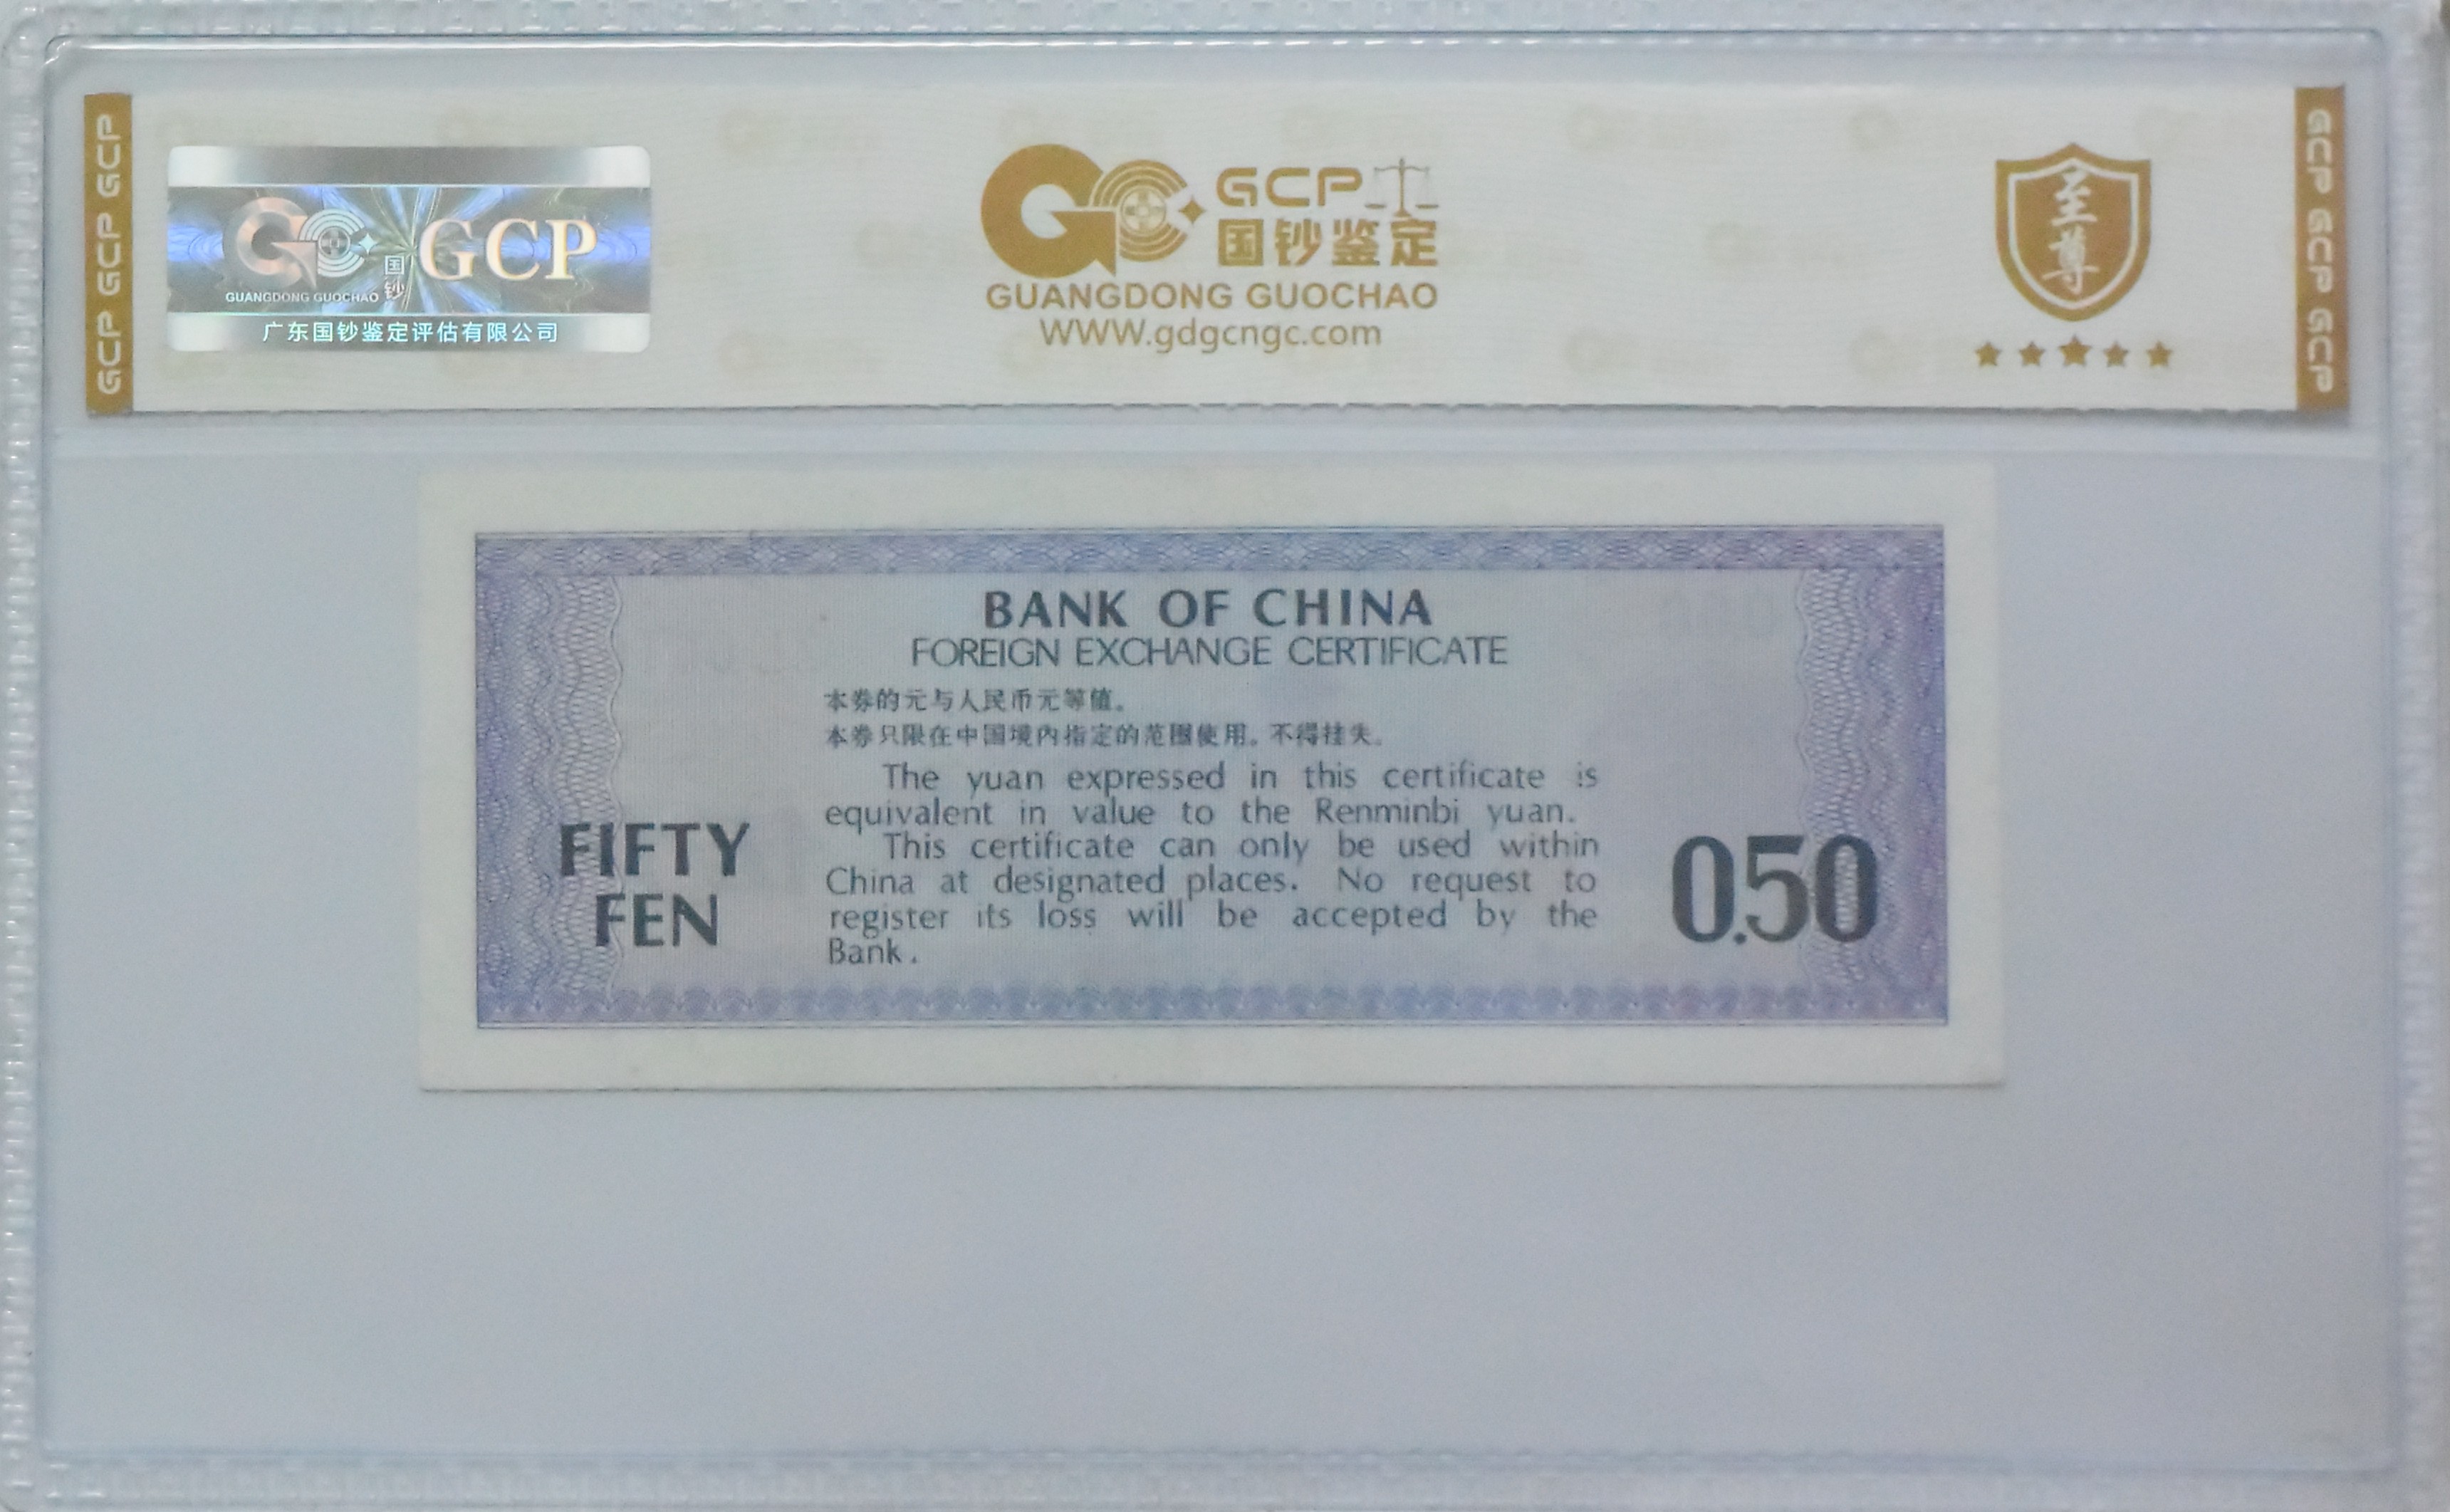 GCP GCP GCP
GCP
国钞
GUANGDONG GUOCHAO
广东国钞鉴定评估有限公司
GCP
国钞鉴定
GUANGDONG GUOCHAO
WWW.gdgcngc.com
至尊
GCP GCP GCP
BANK OF CHINA
FOREIGN EXCHANGE CERTIFICATE
本券的元与人民币元等值。
本券只限在中国境内指定的范围使用。不得挂失。
The yuan expressed in this certificate is
equivalent in value to the Renminbi yuan.
This certificate can only be used within
China at designated places. No request to
register its loss will be accepted by the
Bank.
FIFTY
FEN
0.50